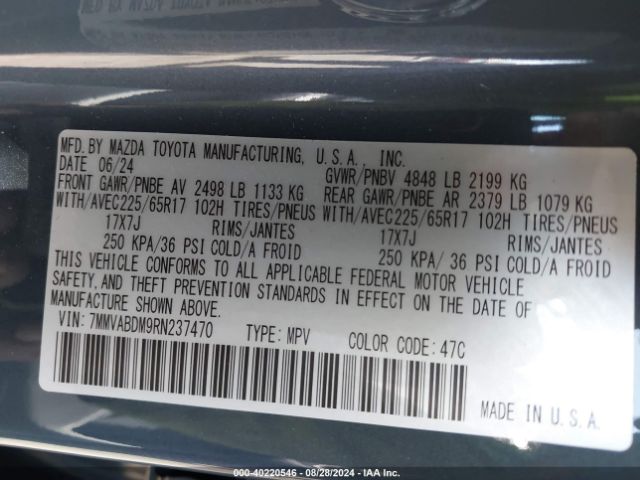 MFD. BY MAZDA TOYOTA MANUFACTURING, U.S.A., INC.
DATE 06/24 GVWR/PNBV 4848 LB 2199 KG
FRONT GAWR/PNBE AV 2498 LB 1133 KG REAR GAWR/PNBE AR 2379 LB 1079 KG
WITH/AVEC225/65R17 102H TIRES/PNEUS WITH/AVEC225/65R17 102H TIRES/PNEUS
17X7J RIMS/JANTES 17X7J RIMS/JANTES
250 KPA/36 PSI COLD/A FROID 250 KPA/ 36 PSI COLD/A FROID
THIS VEHICLE CONFORMS TO ALL APPLICABLE FEDERAL MOTOR VEHICLE
SAFETY, AND THEFT PREVENTION STANDARDS IN EFFECT ON THE DATE OF
MANUFACTURE SHOWN ABOVE.
VIN: 7MMVABDM9RN237470 TYPE: MPV COLOR CODE: 47C
MADE IN U.S.A.
000-40220546 - 08/28/2024 - IAA Inc.